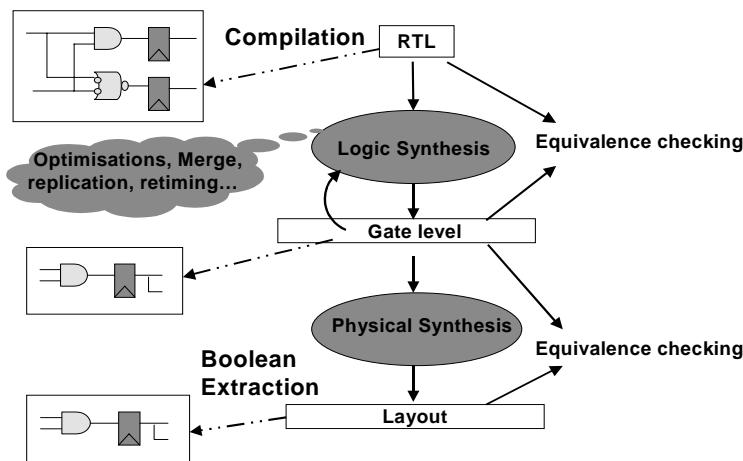 Compilation
RTL
Optimisations, Merge,
replication, retiming…
Logic Synthesis
Equivalence checking
Gate level
Physical Synthesis
Equivalence checking
Boolean
Extraction
Layout